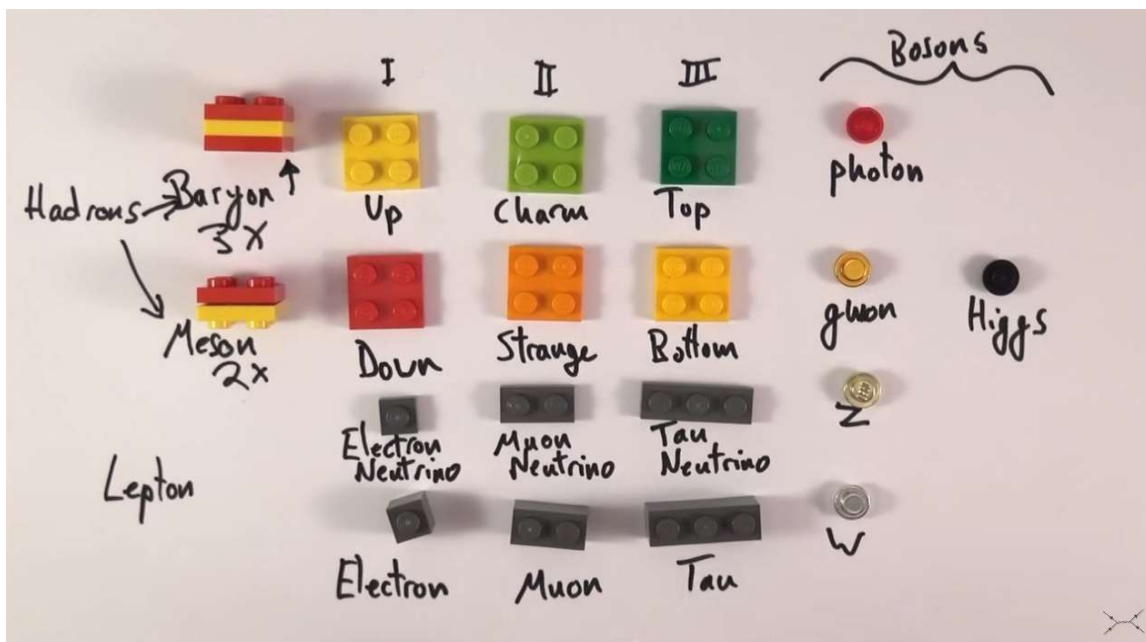 I II III
Bosons
Hadrons Baryon
3x
Meson
2x
Up Charm Top photon
Down Strange Bottom gluon Higgs
Electron
Neutrino
Muon
Neutrino
Tau
Neutrino
Z
Lepton
Electron Muon Tau W